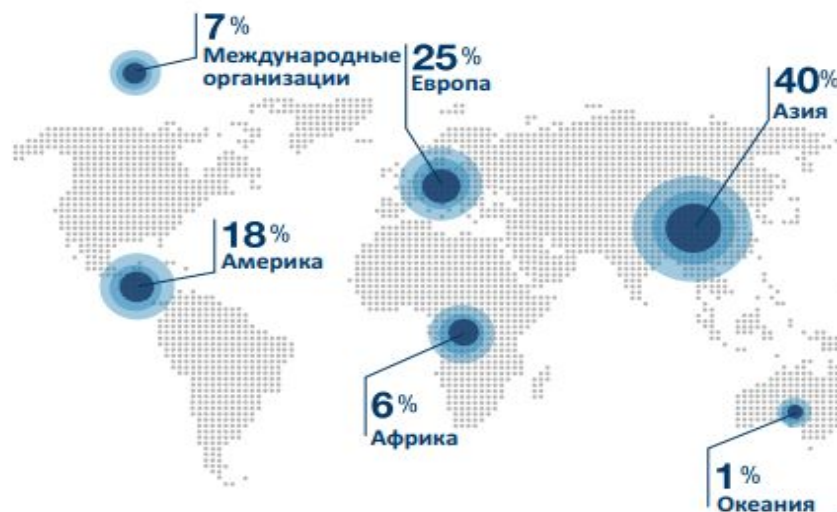 7%
Международные
организации
25%
Европа
40%
Азия
18%
Америка
6%
Африка
1%
Океания